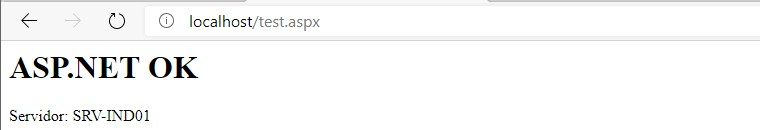 localhost/test.aspx
ASP.NET OK
Servidor: SRV-IND01